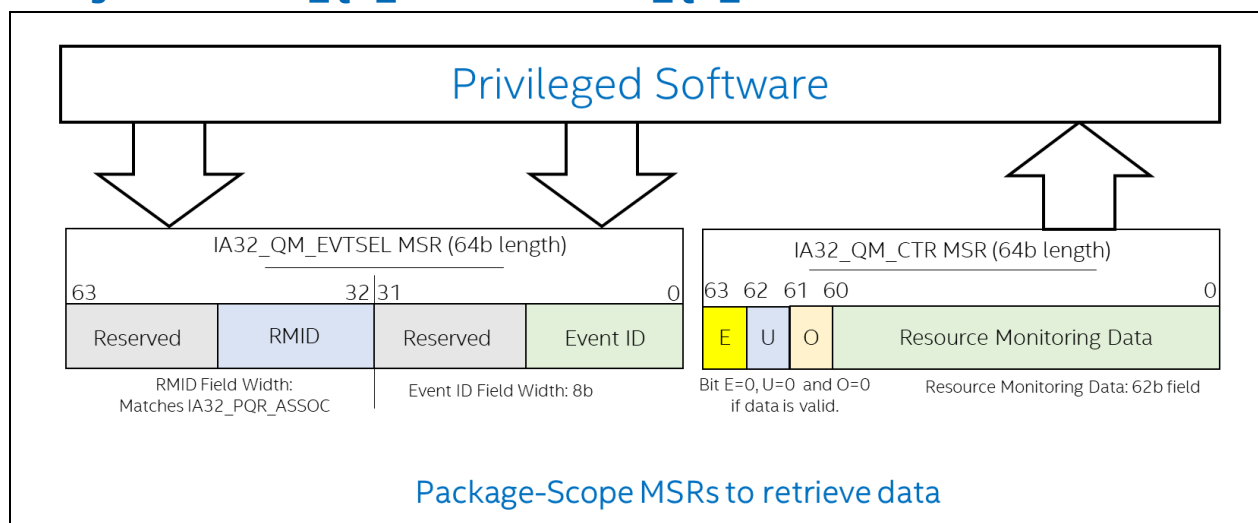 Privileged Software
IA32_QM_EVTSEL MSR (64b length)
63 32 31 0
Reserved RMID Reserved Event ID
RMID Field Width:
Matches IA32_PQR_ASSOC
Event ID Field Width: 8b
IA32_QM_CTR MSR (64b length)
63 62 61 60 0
E U O Resource Monitoring Data
Bit E=0, U=0 and O=0
if data is valid.
Resource Monitoring Data: 62b field
Package-Scope MSRs to retrieve data